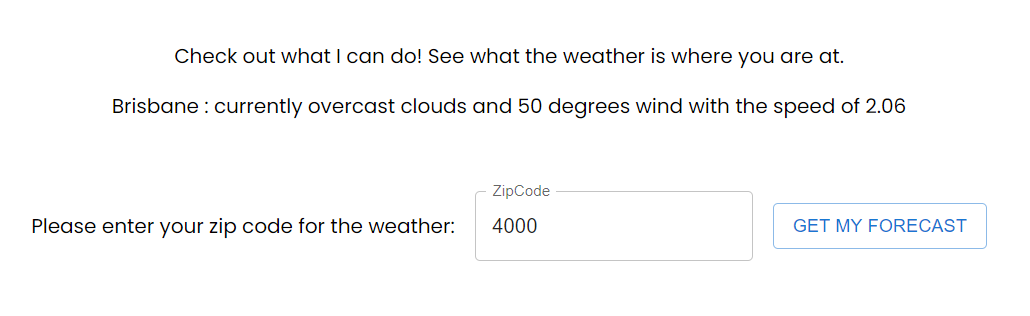 Check out what I can do! See what the weather is where you are at.
Brisbane : currently overcast clouds and 50 degrees wind with the speed of 2.06
ZipCode
Please enter your zip code for the weather: 4000 GET MY FORECAST